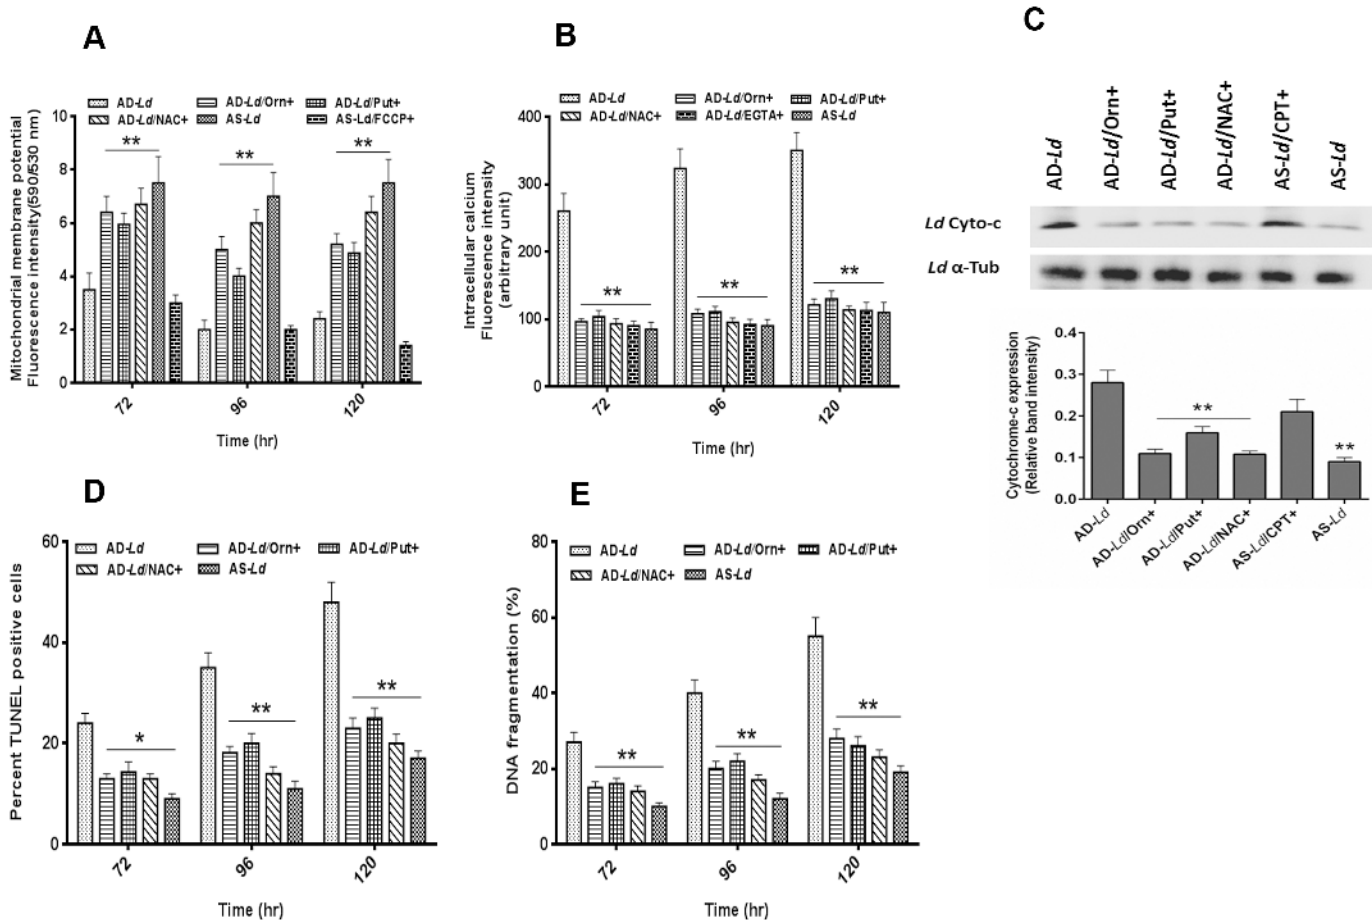 A
AD-Ld
AD-Ld/Orn+
AD-Ld/Put+
AD-Ld/NAC+
AS-Ld
AS-Ld/FCCP+
Mitochondrial membrane potential
Fluorescence intensity(590/530 nm)
10
8
6
4
2
0
**
**
**
72
96
120
Time (hr)
B
AD-Ld
AD-Ld/Orn+
AD-Ld/Put+
AD-Ld/NAC+
AD-Ld/EGTA+
AS-Ld
Intracellular calcium
Fluorescence intensity
(arbitrary unit)
400
300
200
100
0
**
**
**
72
96
120
Time (hr)
C
AD-Ld
AD-Ld/Orn+
AD-Ld/Put+
AD-Ld/NAC+
AS-Ld/CPT+
AS-Ld
Ld Cyto-c
Ld α-Tub
Cytochrome-c expression
(Relative band intensity)
0.4
0.3
0.2
0.1
0.0
**
**
AD-Ld
AD-Ld/Orn+
AD-Ld/Put+
AD-Ld/NAC+
AS-Ld/CPT+
AS-Ld
D
AD-Ld
AD-Ld/Orn+
AD-Ld/Put+
AD-Ld/NAC+
AS-Ld
Percent TUNEL positive cells
60
40
20
0
*
**
**
72
96
120
Time (hr)
E
AD-Ld
AD-Ld/Orn+
AD-Ld/Put+
AD-Ld/NAC+
AS-Ld
DNA fragmentation (%)
80
60
40
20
0
**
**
**
72
96
120
Time (hr)